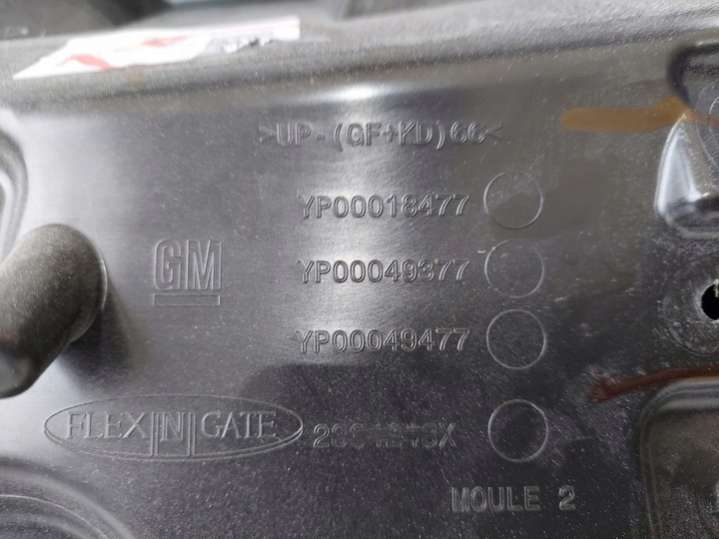 >UP-(GF+KD)66<
YP00018477
GM
YP00049377
YP00049477
FLEX|N|GATE
MOULE 2